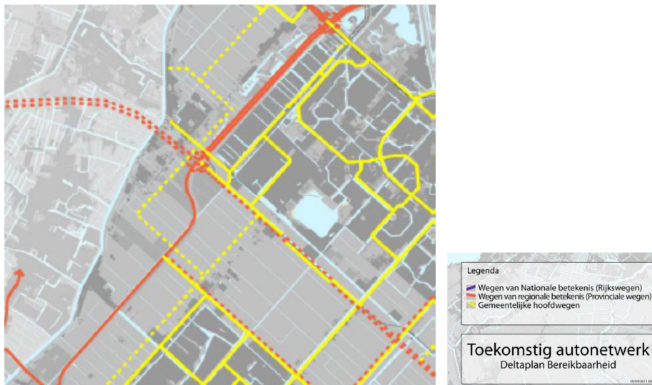 Legenda
Wegen van Nationale betekenis (Rijkswegen)
Wegen van regionale betekenis (Provinciale wegen)
Gemeentelijke hoofdwegen
Toekomstig autonetwerk
Deltaplan Bereikbaarheid